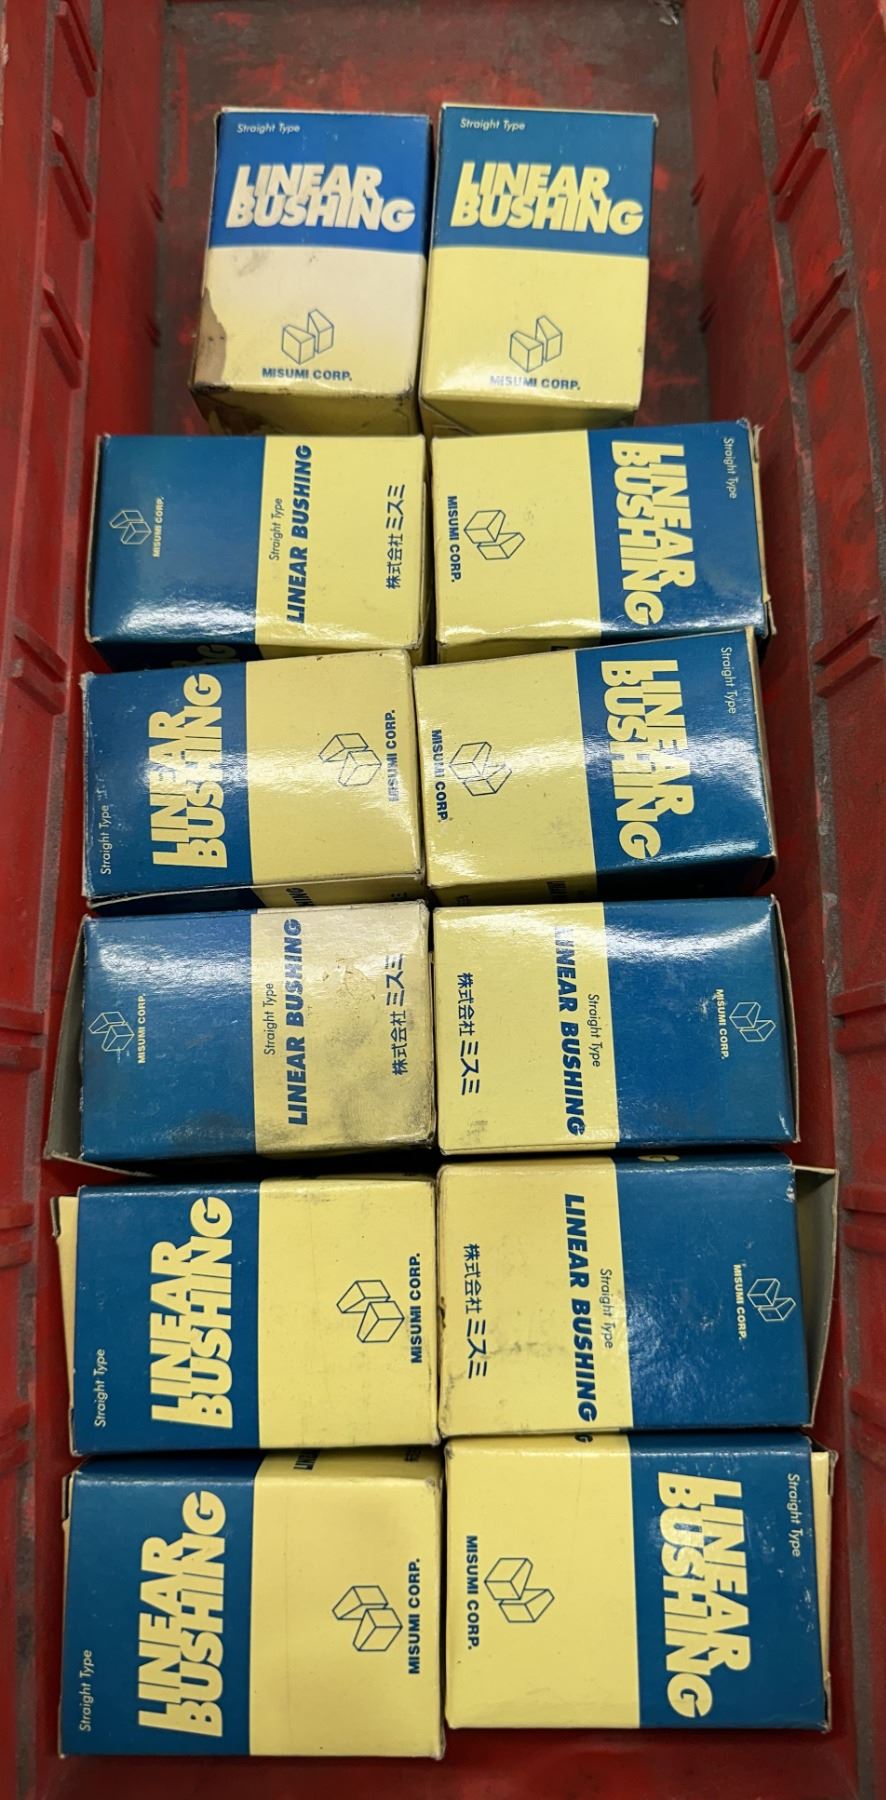 Straight Type
LINEAR
BUSHING
MISUMI CORP.
Straight Type
LINEAR
BUSHING
MISUMI CORP.
MISUMI CORP.
Straight Type
LINEAR BUSHING
株式会社ミスミ
Straight Type
LINEAR
BUSHING
MISUMI CORP.
Straight Type
LINEAR
BUSHING
MISUMI CORP.
Straight Type
LINEAR
BUSHING
MISUMI CORP.
MISUMI CORP.
Straight Type
LINEAR BUSHING
株式会社ミスミ
MISUMI CORP.
Straight Type
LINEAR BUSHING
株式会社ミスミ
Straight Type
LINEAR
BUSHING
MISUMI CORP.
MISUMI CORP.
Straight Type
LINEAR BUSHING
株式会社ミスミ
Straight Type
LINEAR
BUSHING
MISUMI CORP.
Straight Type
LINEAR
BUSHING
MISUMI CORP.